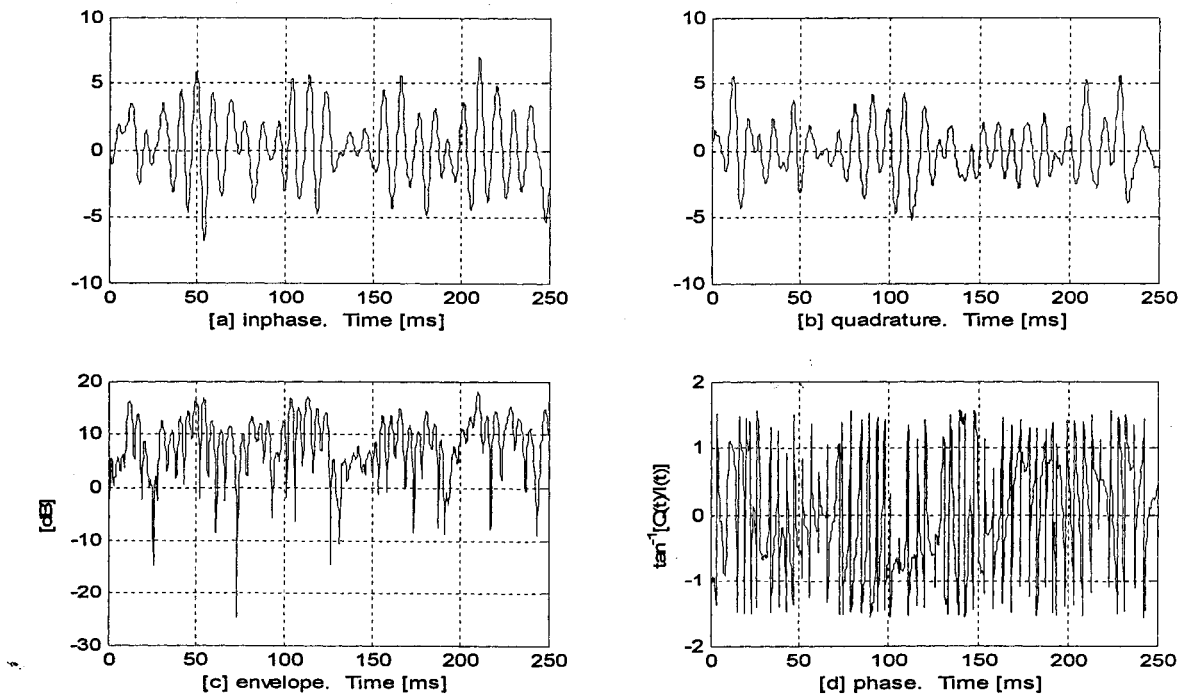 10
5
0
-5
-10
0 50 100 150 200 250
[a] inphase. Time [ms]
10
5
0
-5
-10
0 50 100 150 200 250
[b] quadrature. Time [ms]
20
10
0
-10
-20
-30
[dB]
0 50 100 150 200 250
[c] envelope. Time [ms]
2
1
0
-1
-2
tan⁻¹[Q(t)/I(t)]
0 50 100 150 200 250
[d] phase. Time [ms]